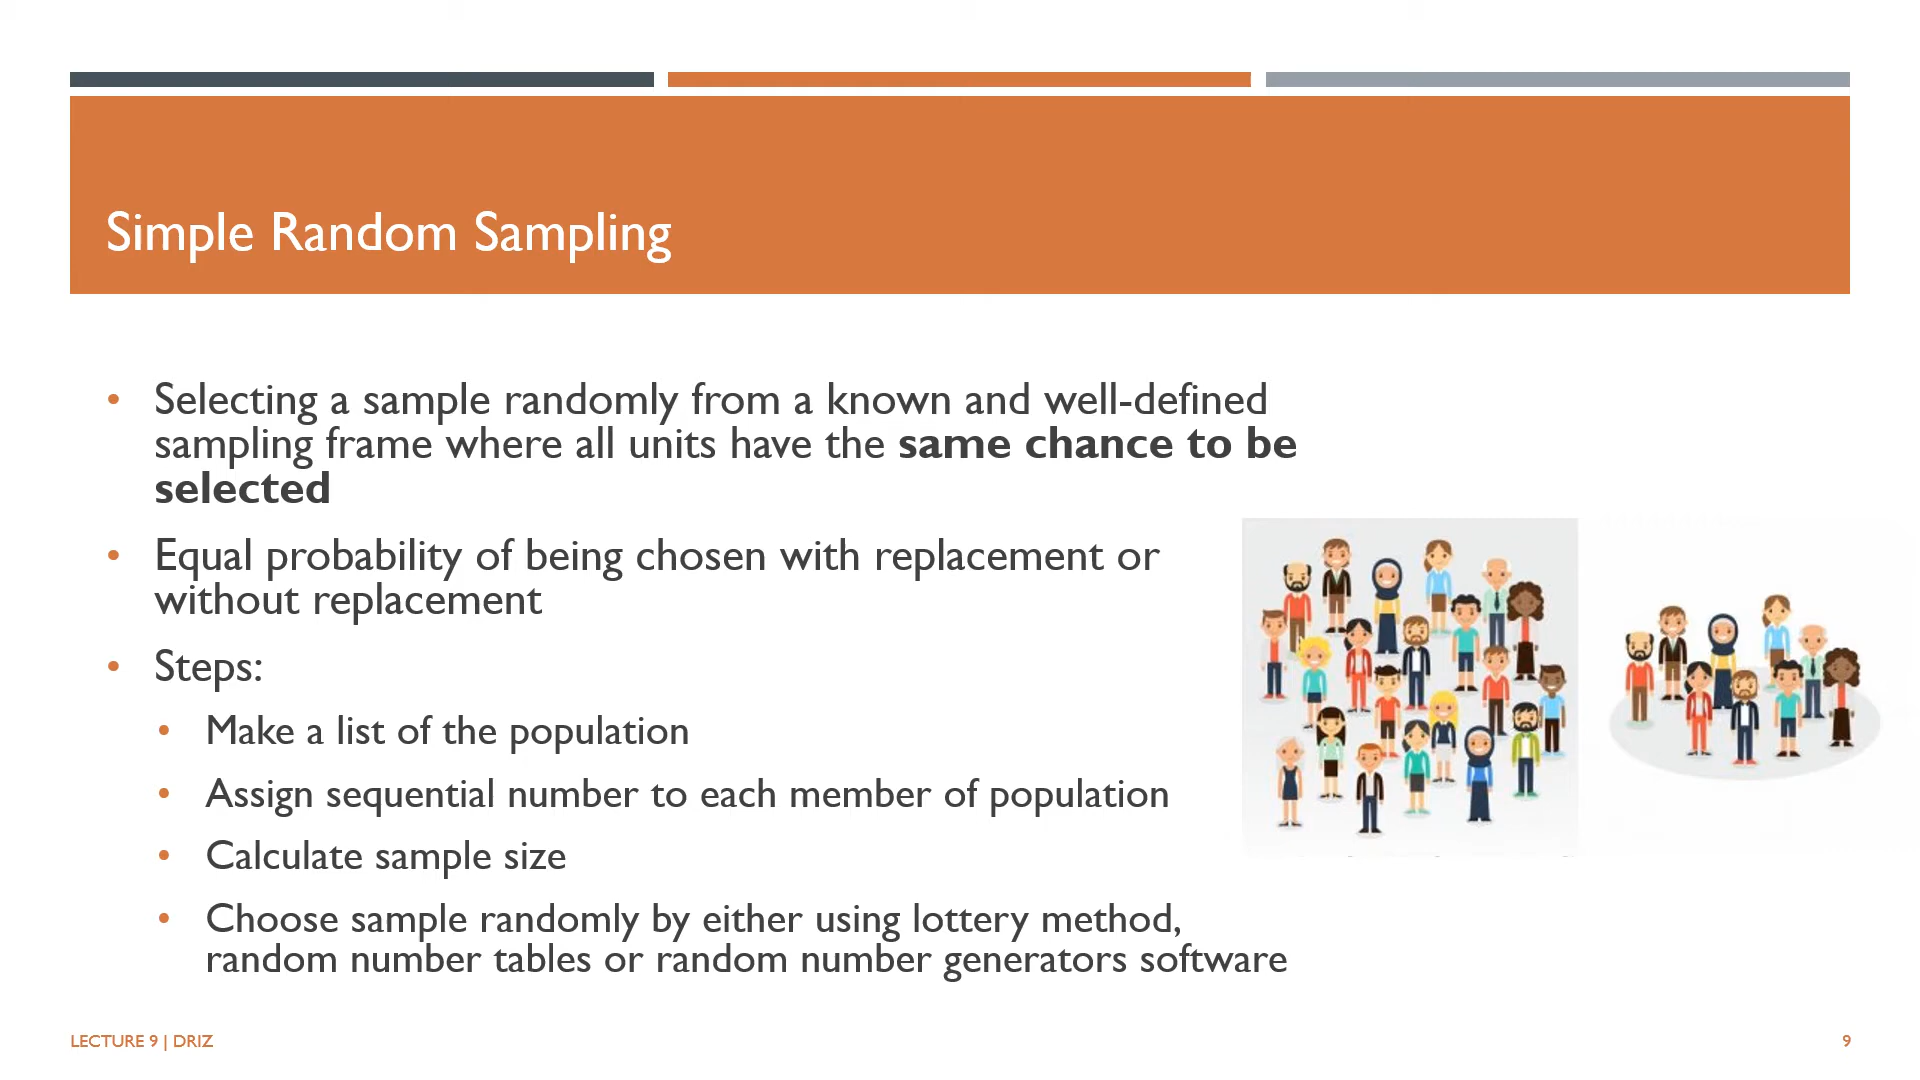 Simple Random Sampling
• Selecting a sample randomly from a known and well-defined
sampling frame where all units have the same chance to be
selected
• Equal probability of being chosen with replacement or
without replacement
• Steps:
• Make a list of the population
• Assign sequential number to each member of population
• Calculate sample size
• Choose sample randomly by either using lottery method,
random number tables or random number generators software
LECTURE 9 | DRIZ
9